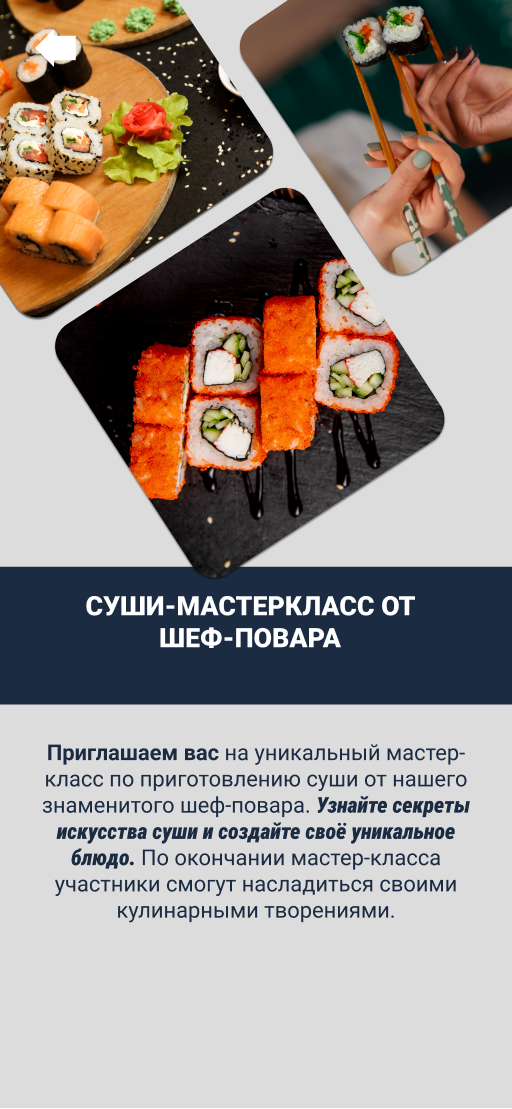 СУШИ-МАСТЕРКЛАСС ОТ
ШЕФ-ПОВАРА
Приглашаем вас на уникальный мастер-
класс по приготовлению суши от нашего
знаменитого шеф-повара. Узнайте секреты
искусства суши и создайте своё уникальное
блюдо. По окончании мастер-класса
участники смогут насладиться своими
кулинарными творениями.